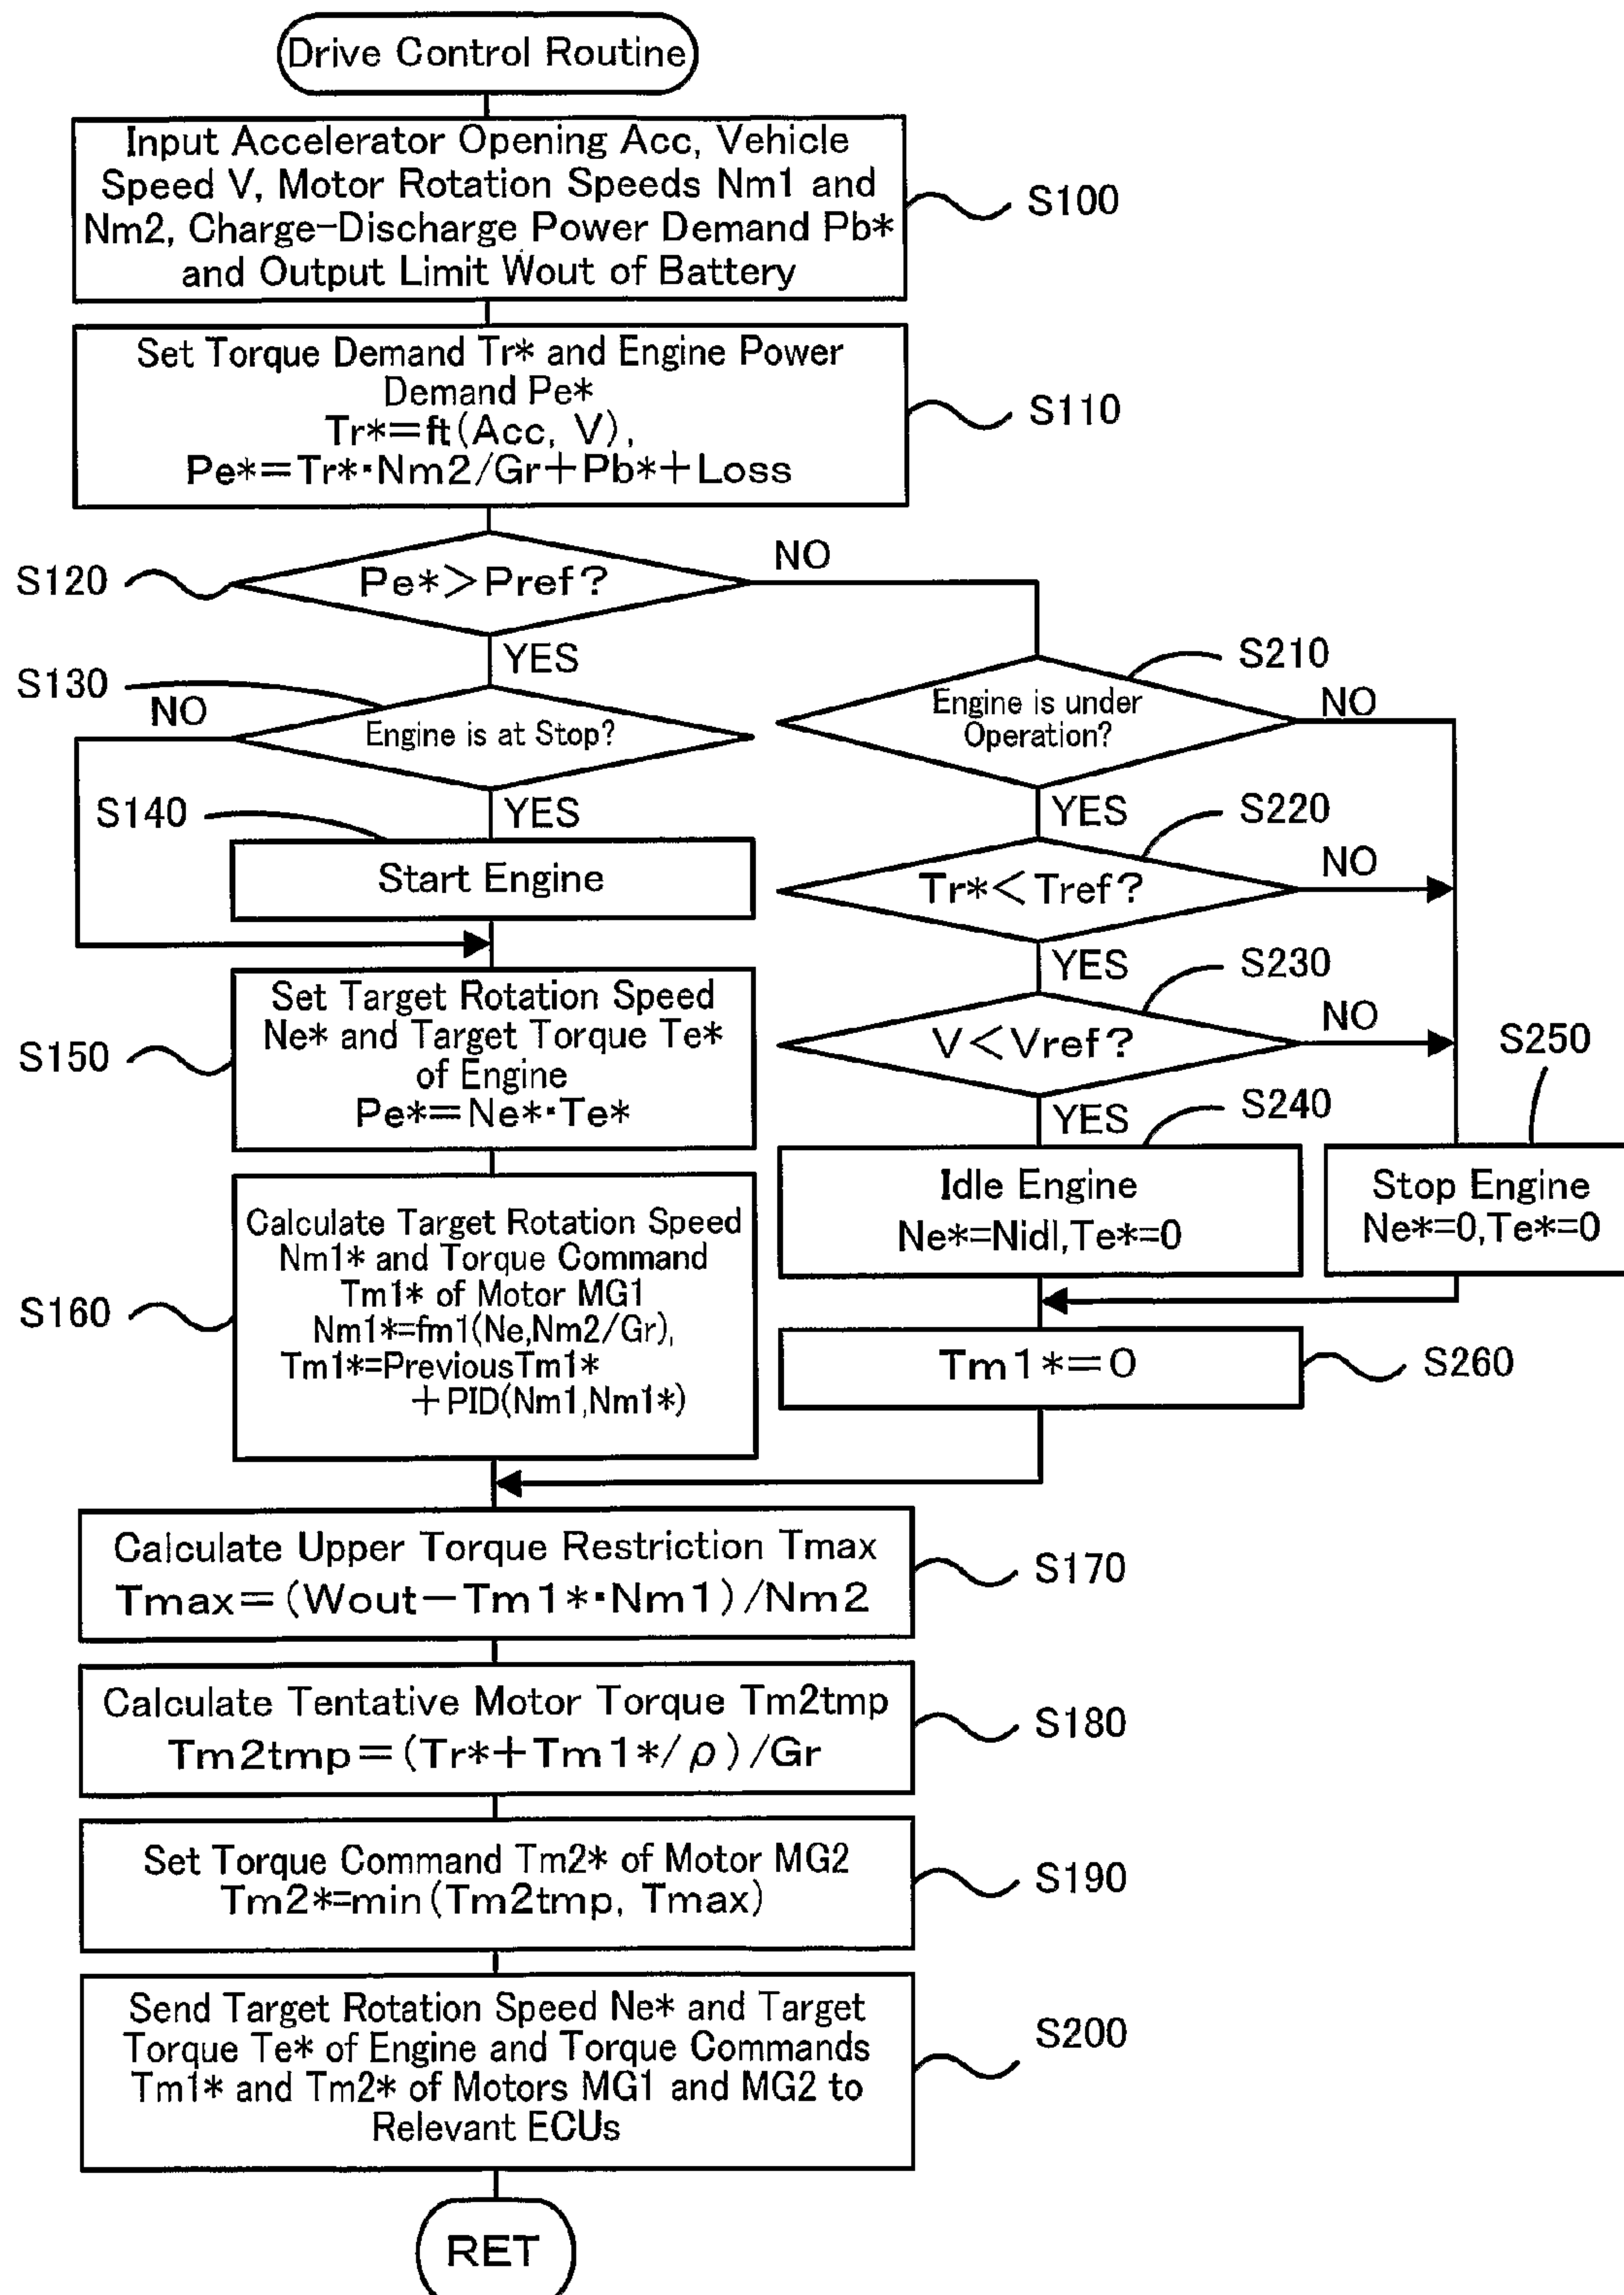 Drive Control Routine
Input Accelerator Opening Acc, Vehicle
Speed V, Motor Rotation Speeds Nm1 and
Nm2, Charge-Discharge Power Demand Pb*
and Output Limit Wout of Battery
S100
Set Torque Demand Tr* and Engine Power
Demand Pe*
Tr*=ft(Acc, V),
Pe*=Tr*·Nm2/Gr+Pb*+Loss
S110
S120
Pe*>Pref?
NO
YES
S130
NO
Engine is at Stop?
YES
S140
Start Engine
S150
Set Target Rotation Speed
Ne* and Target Torque Te*
of Engine
Pe*=Ne*·Te*
S160
Calculate Target Rotation Speed
Nm1* and Torque Command
Tm1* of Motor MG1
Nm1*=fm1(Ne,Nm2/Gr),
Tm1*=PreviousTm1*
+PID(Nm1,Nm1*)
S210
Engine is under
Operation?
NO
YES
S220
Tr*<Tref?
NO
YES
S230
V<Vref?
NO
YES
S240
Idle Engine
Ne*=Nidl,Te*=0
S250
Stop Engine
Ne*=0,Te*=0
Tm1*=0
S260
Calculate Upper Torque Restriction Tmax
Tmax=(Wout-Tm1*·Nm1)/Nm2
S170
Calculate Tentative Motor Torque Tm2tmp
Tm2tmp=(Tr*+Tm1*/ρ)/Gr
S180
Set Torque Command Tm2* of Motor MG2
Tm2*=min(Tm2tmp, Tmax)
S190
Send Target Rotation Speed Ne* and Target
Torque Te* of Engine and Torque Commands
Tm1* and Tm2* of Motors MG1 and MG2 to
Relevant ECUs
S200
RET